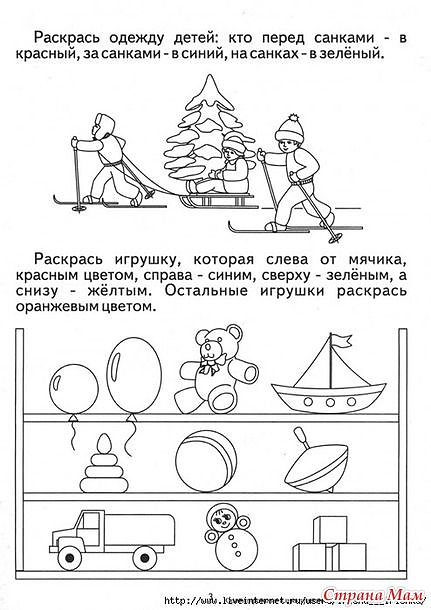 Раскрась одежду детей: кто перед санками - в
красный, за санками - в синий, на санках - в зелёный.
Раскрась игрушку, которая слева от мячика,
красным цветом, справа - синим, сверху - зелёным, а
снизу - жёлтым. Остальные игрушки раскрась
оранжевым цветом.
3
Страна Мам